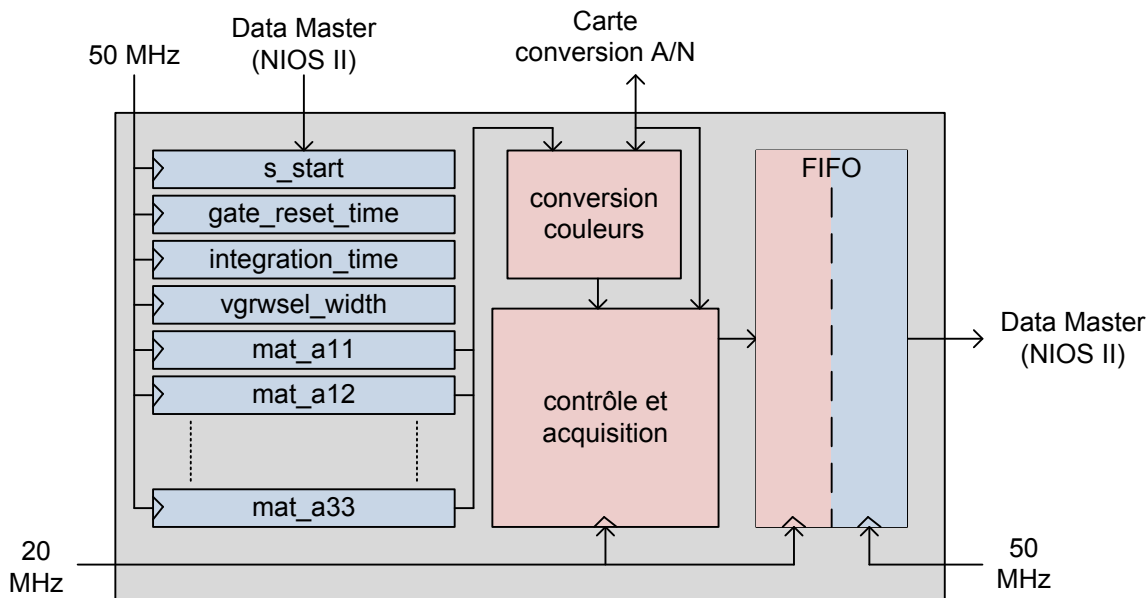 Data Master
(NIOS II)
Carte
conversion A/N
50 MHz
s_start
gate_reset_time
integration_time
vgrwsel_width
mat_a11
mat_a12
mat_a33
conversion
couleurs
contrôle et
acquisition
FIFO
Data Master
(NIOS II)
20
MHz
50
MHz